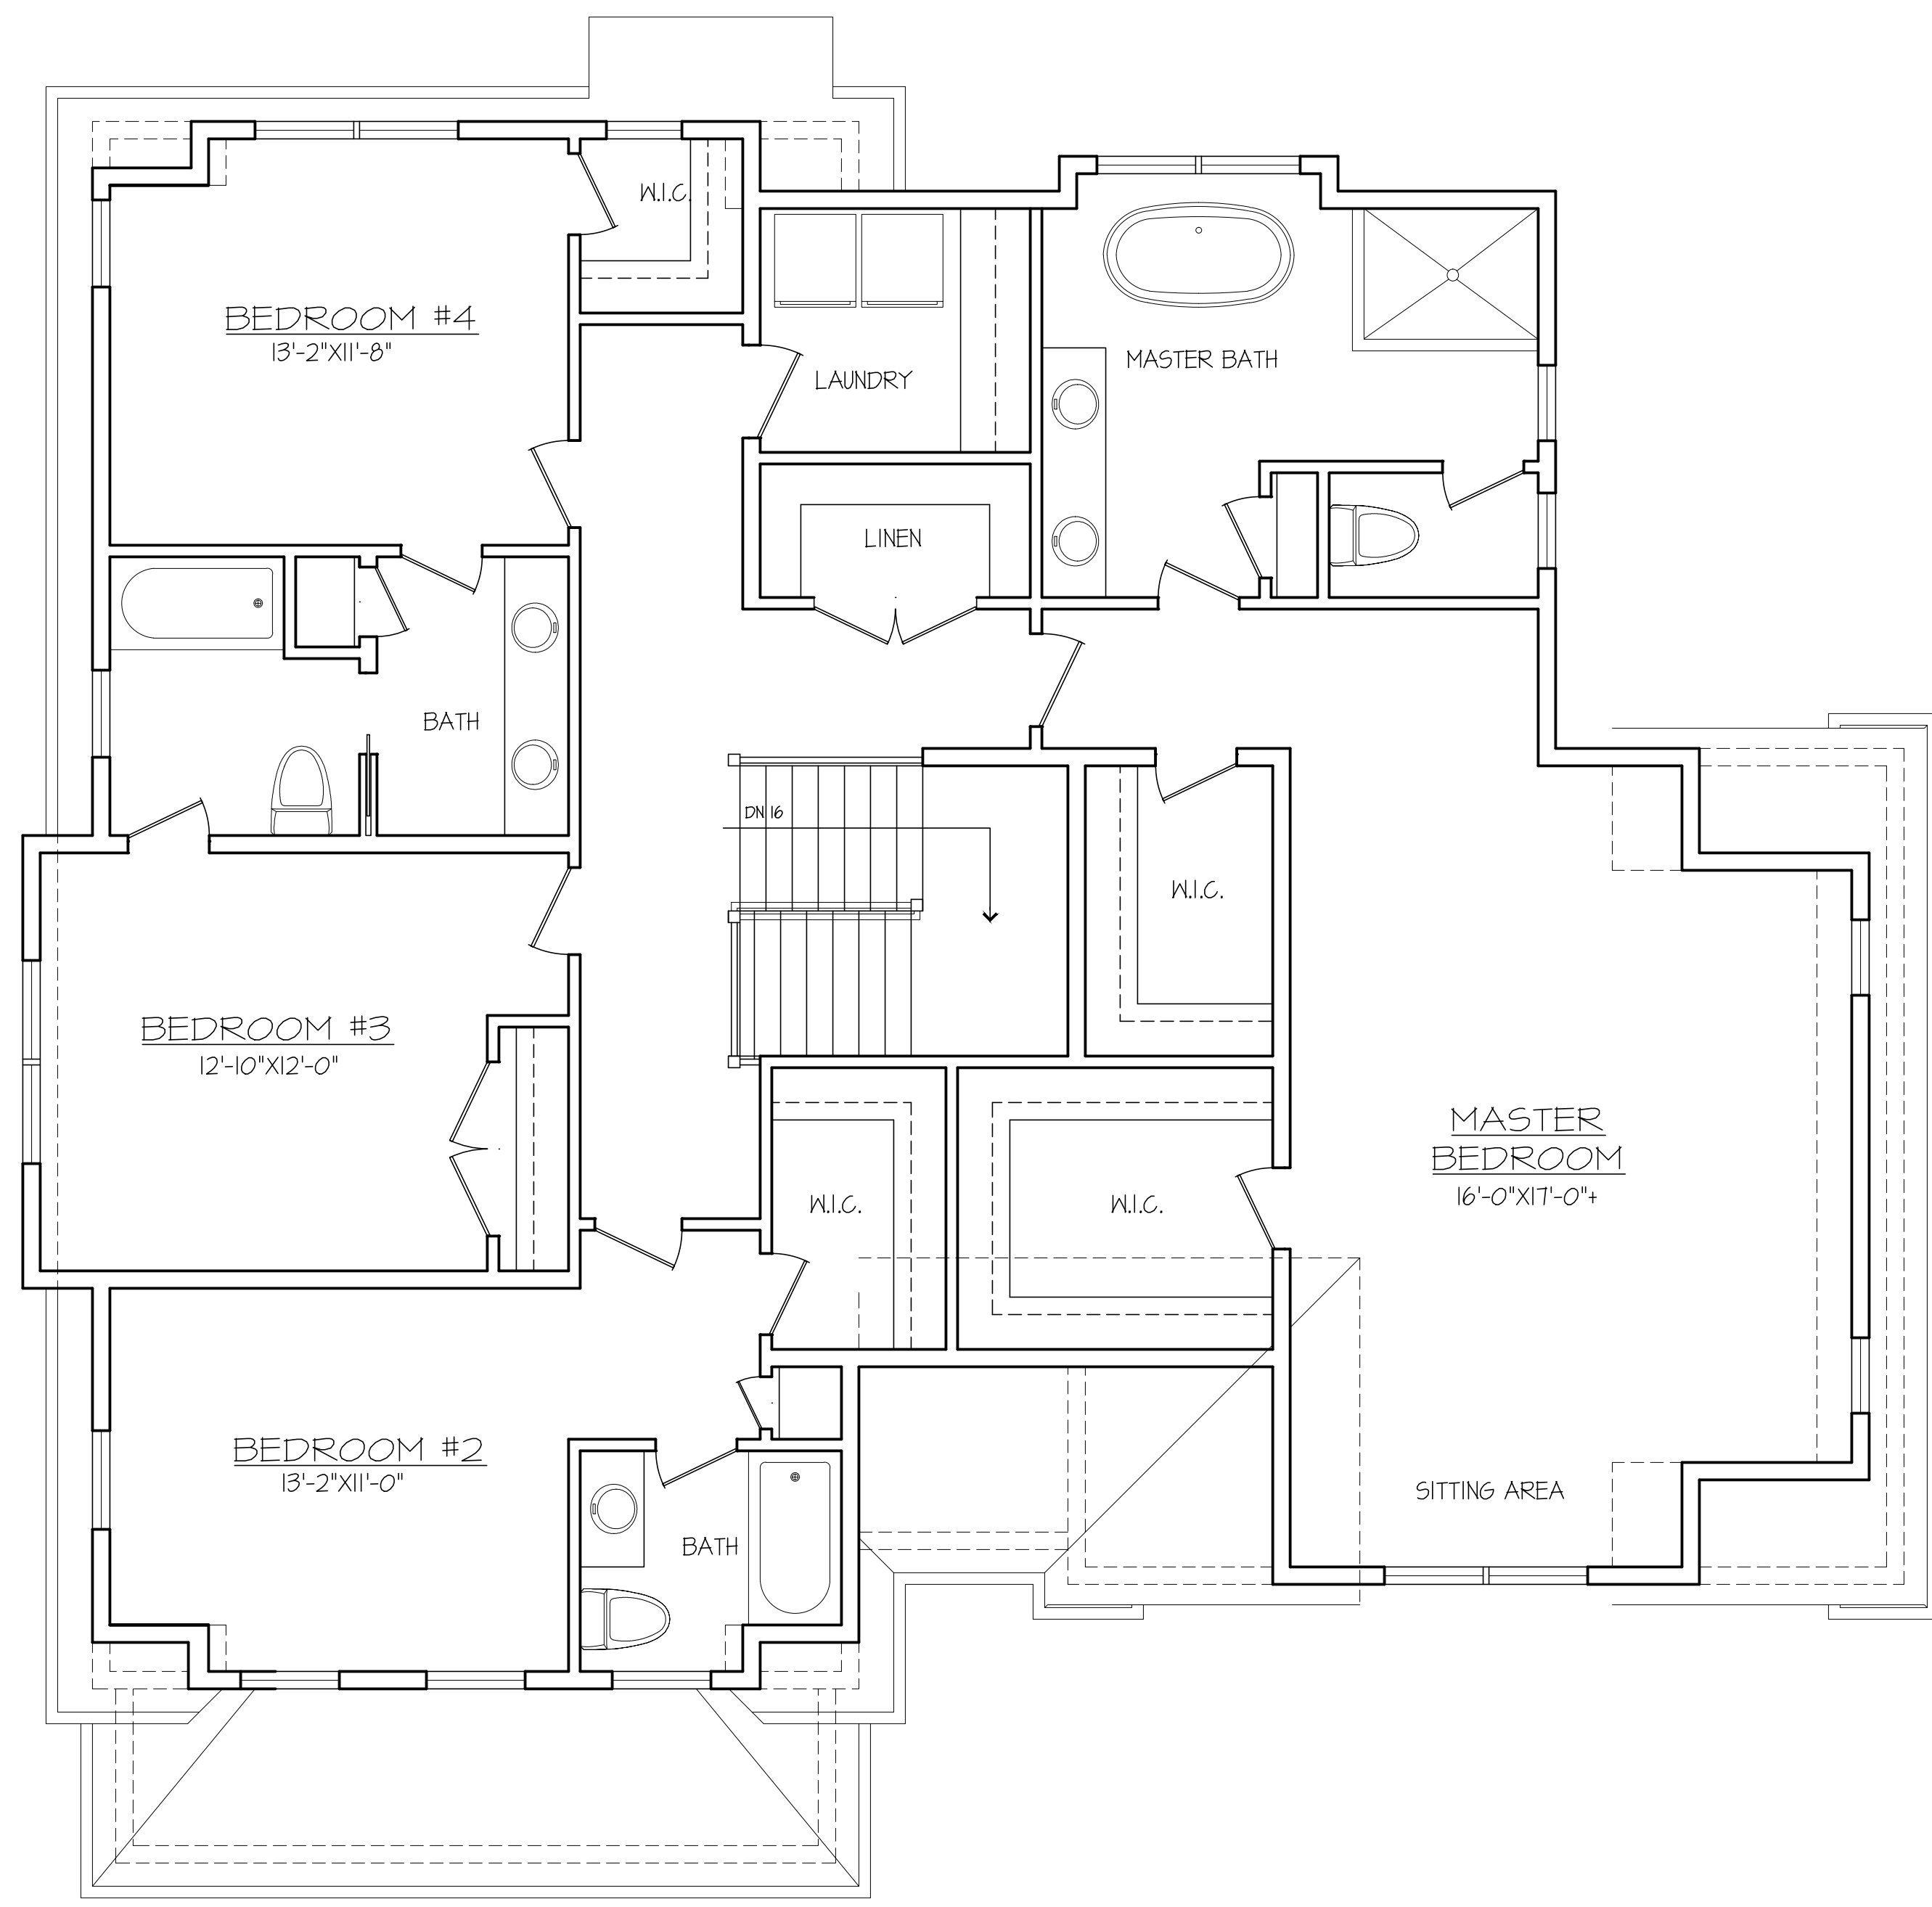 W.I.C.
BEDROOM #4
13'-2"X11'-8"
MASTER BATH
LAUNDRY
LINEN
BATH
DN 16
W.I.C.
BEDROOM #3
12'-10"X12'-0"
MASTER
BEDROOM
16'-0"X17'-0"+
W.I.C.
W.I.C.
BEDROOM #2
13'-2"X11'-0"
SITTING AREA
BATH